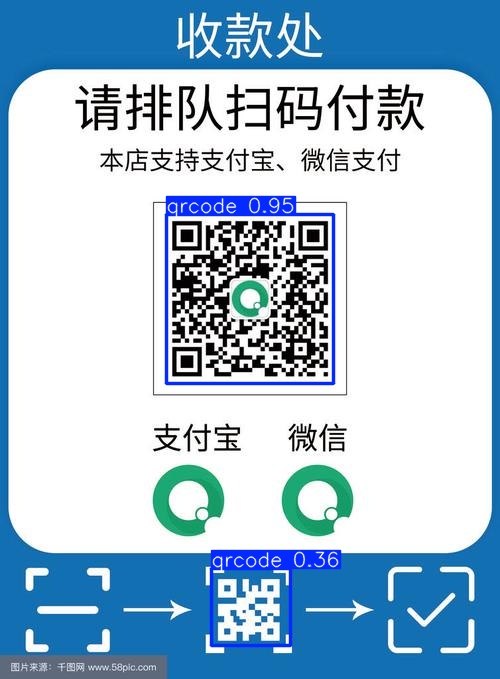 收款处
请排队扫码付款
本店支持支付宝、微信支付
qrcode 0.95
支付宝 微信
qrcode 0.36
图片来源：千图网 www.58pic.com